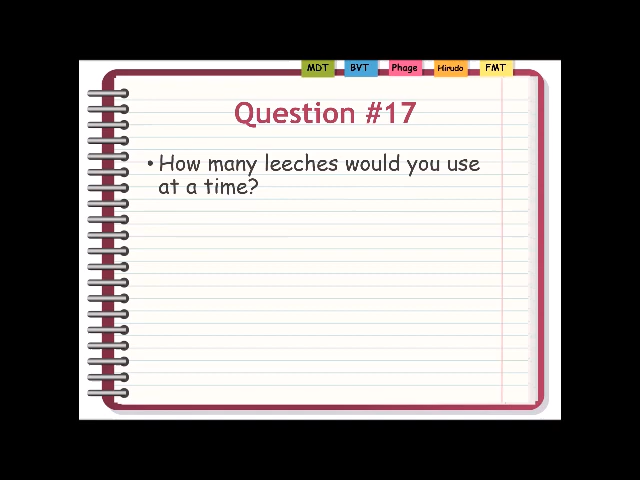 MDT BVT Phage Hirudo FMT
Question #17
• How many leeches would you use
at a time?